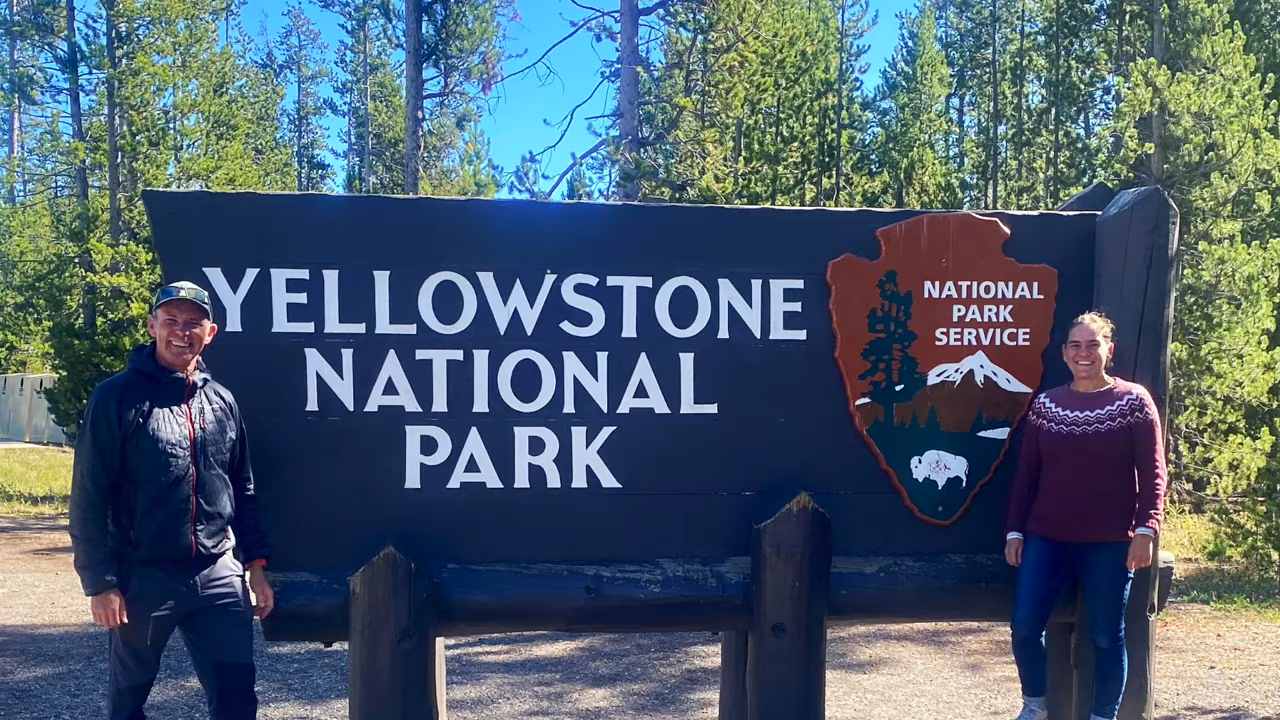 YELLOWSTONE
NATIONAL
PARK
NATIONAL
PARK
SERVICE